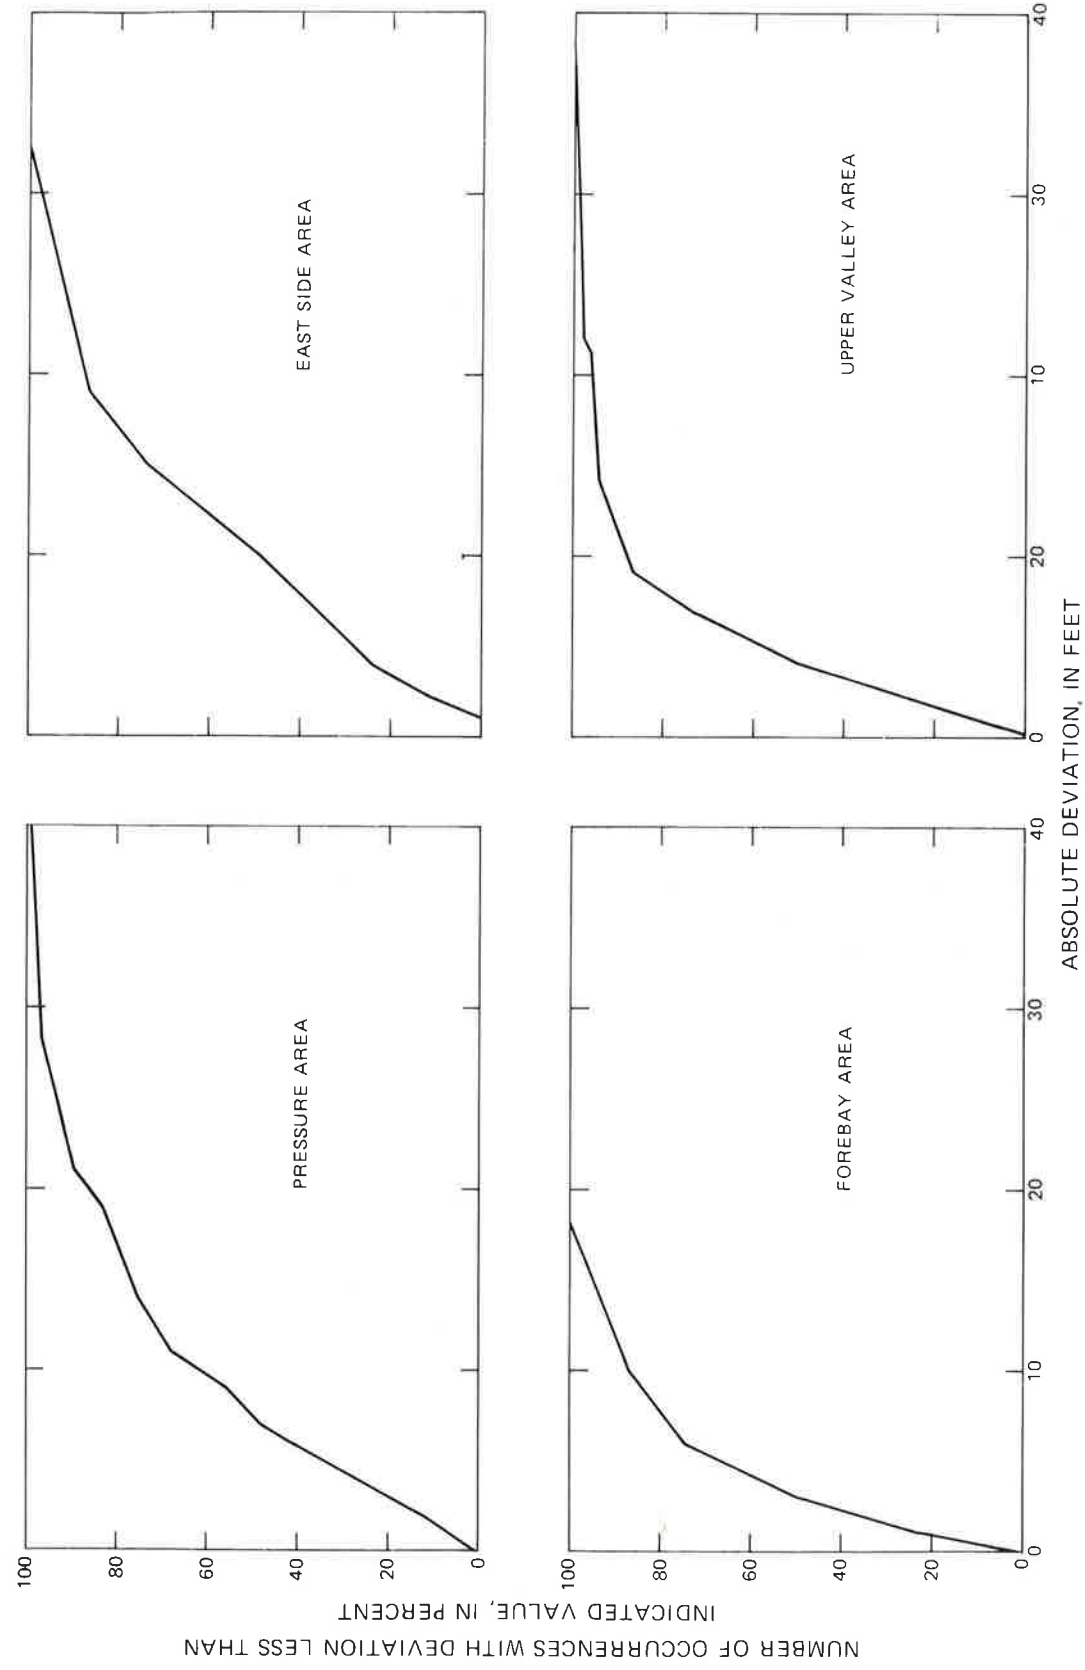 NUMBER OF OCCURRENCES WITH DEVIATION LESS THAN
INDICATED VALUE, IN PERCENT
100
80
60
40
20
0
PRESSURE AREA
EAST SIDE AREA
100
80
60
40
20
0
FOREBAY AREA
UPPER VALLEY AREA
0 10 20 30 40
0 20 10 30 40
ABSOLUTE DEVIATION, IN FEET